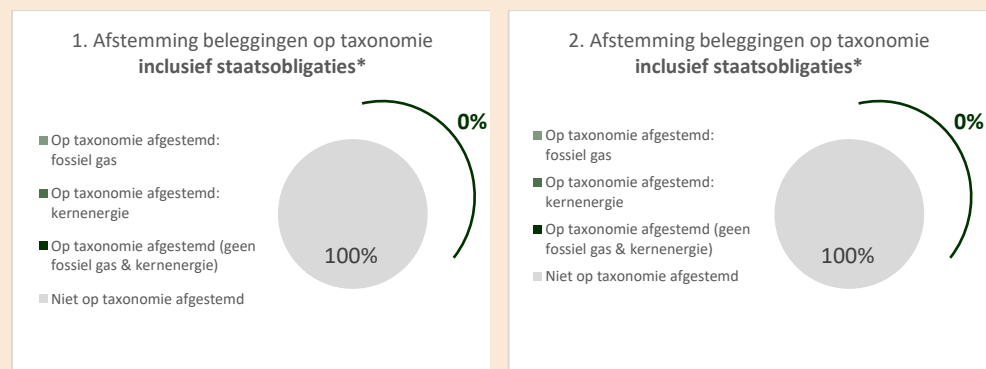 1. Afstemming beleggingen op taxonomie
inclusief staatsobligaties*
Op taxonomie afgestemd:
fossiel gas
Op taxonomie afgestemd:
kernenergie
Op taxonomie afgestemd (geen
fossiel gas & kernenergie)
Niet op taxonomie afgestemd
0%
100%
2. Afstemming beleggingen op taxonomie
inclusief staatsobligaties*
Op taxonomie afgestemd:
fossiel gas
Op taxonomie afgestemd:
kernenergie
Op taxonomie afgestemd (geen
fossiel gas & kernenergie)
Niet op taxonomie afgestemd
0%
100%